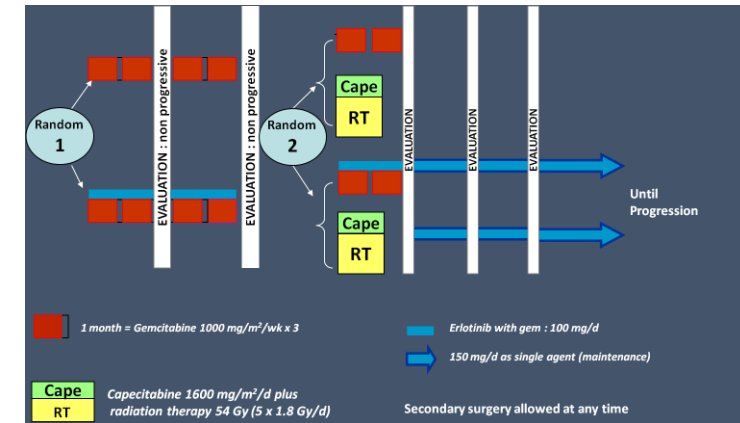 EVALUATION : non progressive
EVALUATION : non progressive
Random
1
Random
2
Cape
RT
Cape
RT
EVALUATION
EVALUATION
EVALUATION
Until
Progression
1 month = Gemcitabine 1000 mg/m²/wk x 3
Erlotinib with gem : 100 mg/d
150 mg/d as single agent (maintenance)
Cape
RT
Capecitabine 1600 mg/m²/d plus
radiation therapy 54 Gy (5 x 1.8 Gy/d)
Secondary surgery allowed at any time